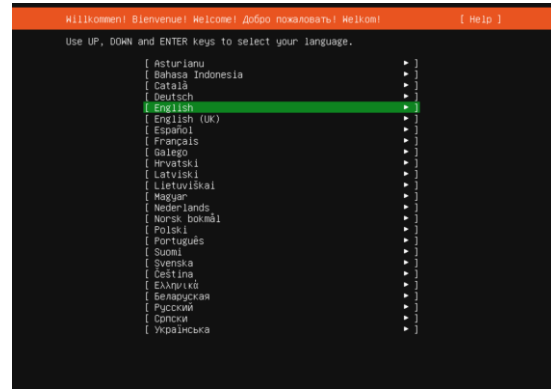 Willkommen! Bienvenue! Welcome! Добро пожаловать! Welkom! [ Help ]
Use UP, DOWN and ENTER keys to select your language.
[ Asturianu ▸ ]
[ Bahasa Indonesia ▸ ]
[ Català ▸ ]
[ Deutsch ▸ ]
[ English ▸ ]
[ English (UK) ▸ ]
[ Español ▸ ]
[ Français ▸ ]
[ Galego ▸ ]
[ Hrvatski ▸ ]
[ Latviski ▸ ]
[ Lietuviškai ▸ ]
[ Magyar ▸ ]
[ Nederlands ▸ ]
[ Norsk bokmål ▸ ]
[ Polski ▸ ]
[ Português ▸ ]
[ Suomi ▸ ]
[ Svenska ▸ ]
[ Čeština ▸ ]
[ Ελληνικά ▸ ]
[ Беларуская ▸ ]
[ Русский ▸ ]
[ Српски ▸ ]
[ Українська ▸ ]